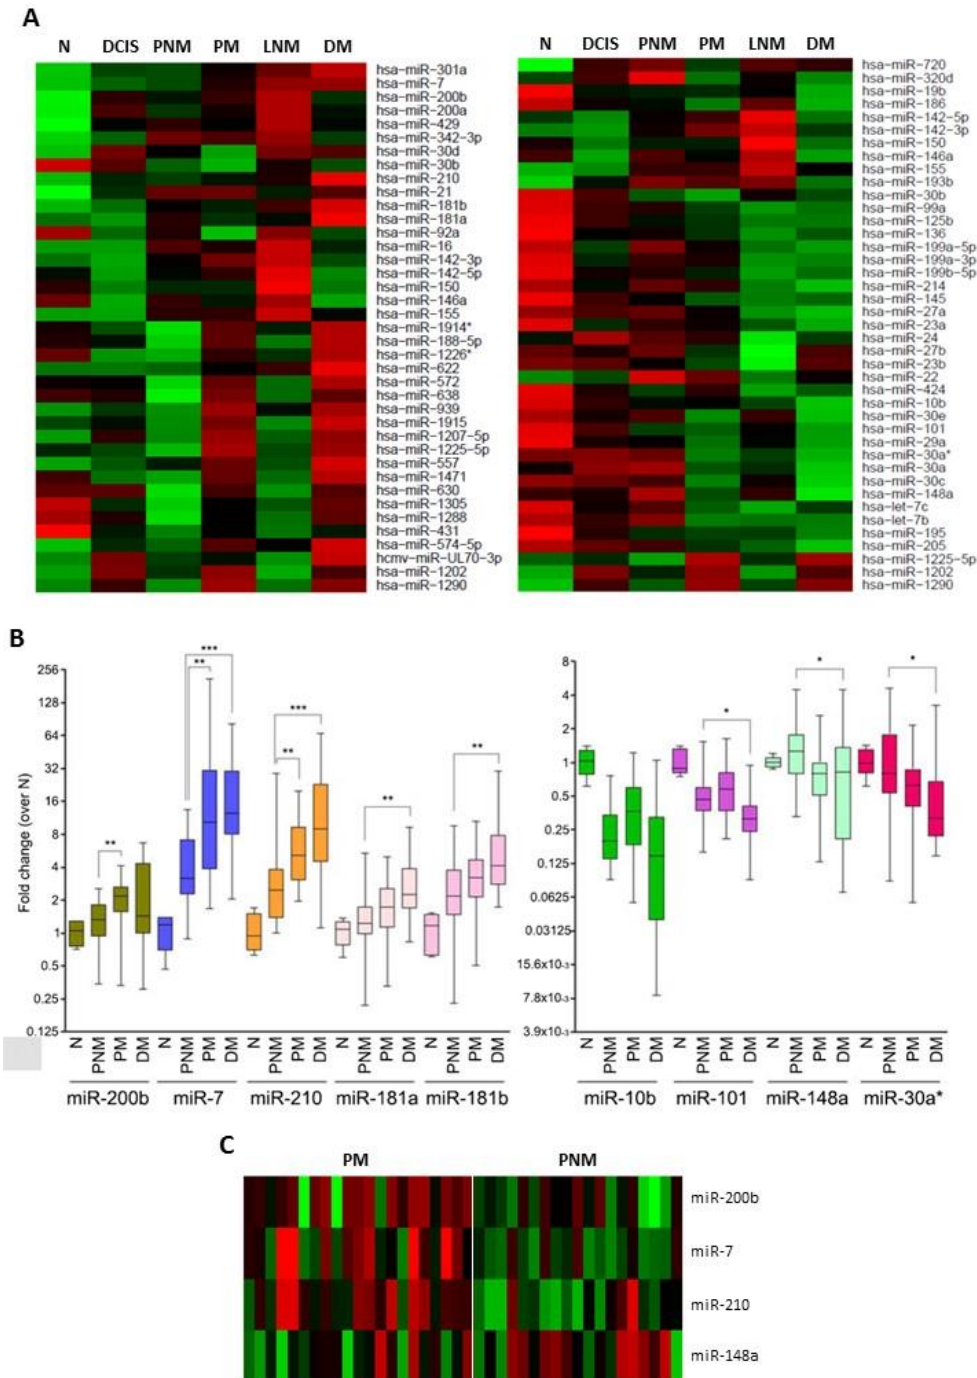 A
N DCIS PNM PM LNM DM
hsa-miR-301a
hsa-miR-7
hsa-miR-200b
hsa-miR-200a
hsa-miR-429
hsa-miR-342-3p
hsa-miR-30d
hsa-miR-30b
hsa-miR-210
hsa-miR-21
hsa-miR-181b
hsa-miR-181a
hsa-miR-92a
hsa-miR-16
hsa-miR-142-3p
hsa-miR-142-5p
hsa-miR-150
hsa-miR-146a
hsa-miR-155
hsa-miR-1914*
hsa-miR-188-5p
hsa-miR-1226*
hsa-miR-622
hsa-miR-572
hsa-miR-638
hsa-miR-939
hsa-miR-1915
hsa-miR-1207-5p
hsa-miR-1225-5p
hsa-miR-557
hsa-miR-1471
hsa-miR-630
hsa-miR-1305
hsa-miR-1288
hsa-miR-431
hsa-miR-574-5p
hcmv-miR-UL70-3p
hsa-miR-1202
hsa-miR-1290
N DCIS PNM PM LNM DM
hsa-miR-720
hsa-miR-320d
hsa-miR-19b
hsa-miR-186
hsa-miR-142-5p
hsa-miR-142-3p
hsa-miR-150
hsa-miR-146a
hsa-miR-155
hsa-miR-193b
hsa-miR-30b
hsa-miR-99a
hsa-miR-125b
hsa-miR-136
hsa-miR-199a-5p
hsa-miR-199a-3p
hsa-miR-199b-5p
hsa-miR-214
hsa-miR-145
hsa-miR-27a
hsa-miR-23a
hsa-miR-24
hsa-miR-27b
hsa-miR-23b
hsa-miR-22
hsa-miR-424
hsa-miR-10b
hsa-miR-30e
hsa-miR-101
hsa-miR-29a
hsa-miR-30a*
hsa-miR-30a
hsa-miR-30c
hsa-miR-148a
hsa-let-7c
hsa-let-7b
hsa-miR-195
hsa-miR-205
hsa-miR-1225-5p
hsa-miR-1202
hsa-miR-1290
B
Fold change (over N)
256
128
64
32
16
8
4
2
1
0.5
0.25
0.125
** ** *** ** *** ** **
N PNM PM DM N PNM PM DM N PNM PM DM N PNM PM DM N PNM PM DM
miR-200b miR-7 miR-210 miR-181a miR-181b
8
4
2
1
0.5
0.25
0.125
0.0625
0.03125
15.6x10-3
7.8x10-3
3.9x10-3
* * *
N PNM PM DM N PNM PM DM N PNM PM DM N PNM PM DM
miR-10b miR-101 miR-148a miR-30a*
C
PM PNM
miR-200b
miR-7
miR-210
miR-148a